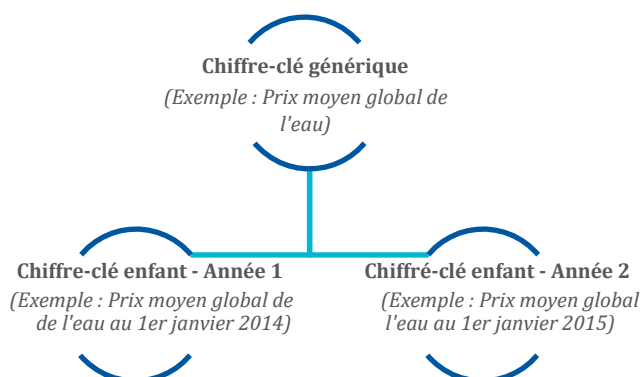 Chiffre-clé générique
(Exemple : Prix moyen global de
l'eau)
Chiffre-clé enfant - Année 1
(Exemple : Prix moyen global de
de l'eau au 1er janvier 2014)
Chiffré-clé enfant - Année 2
(Exemple : Prix moyen global
l'eau au 1er janvier 2015)